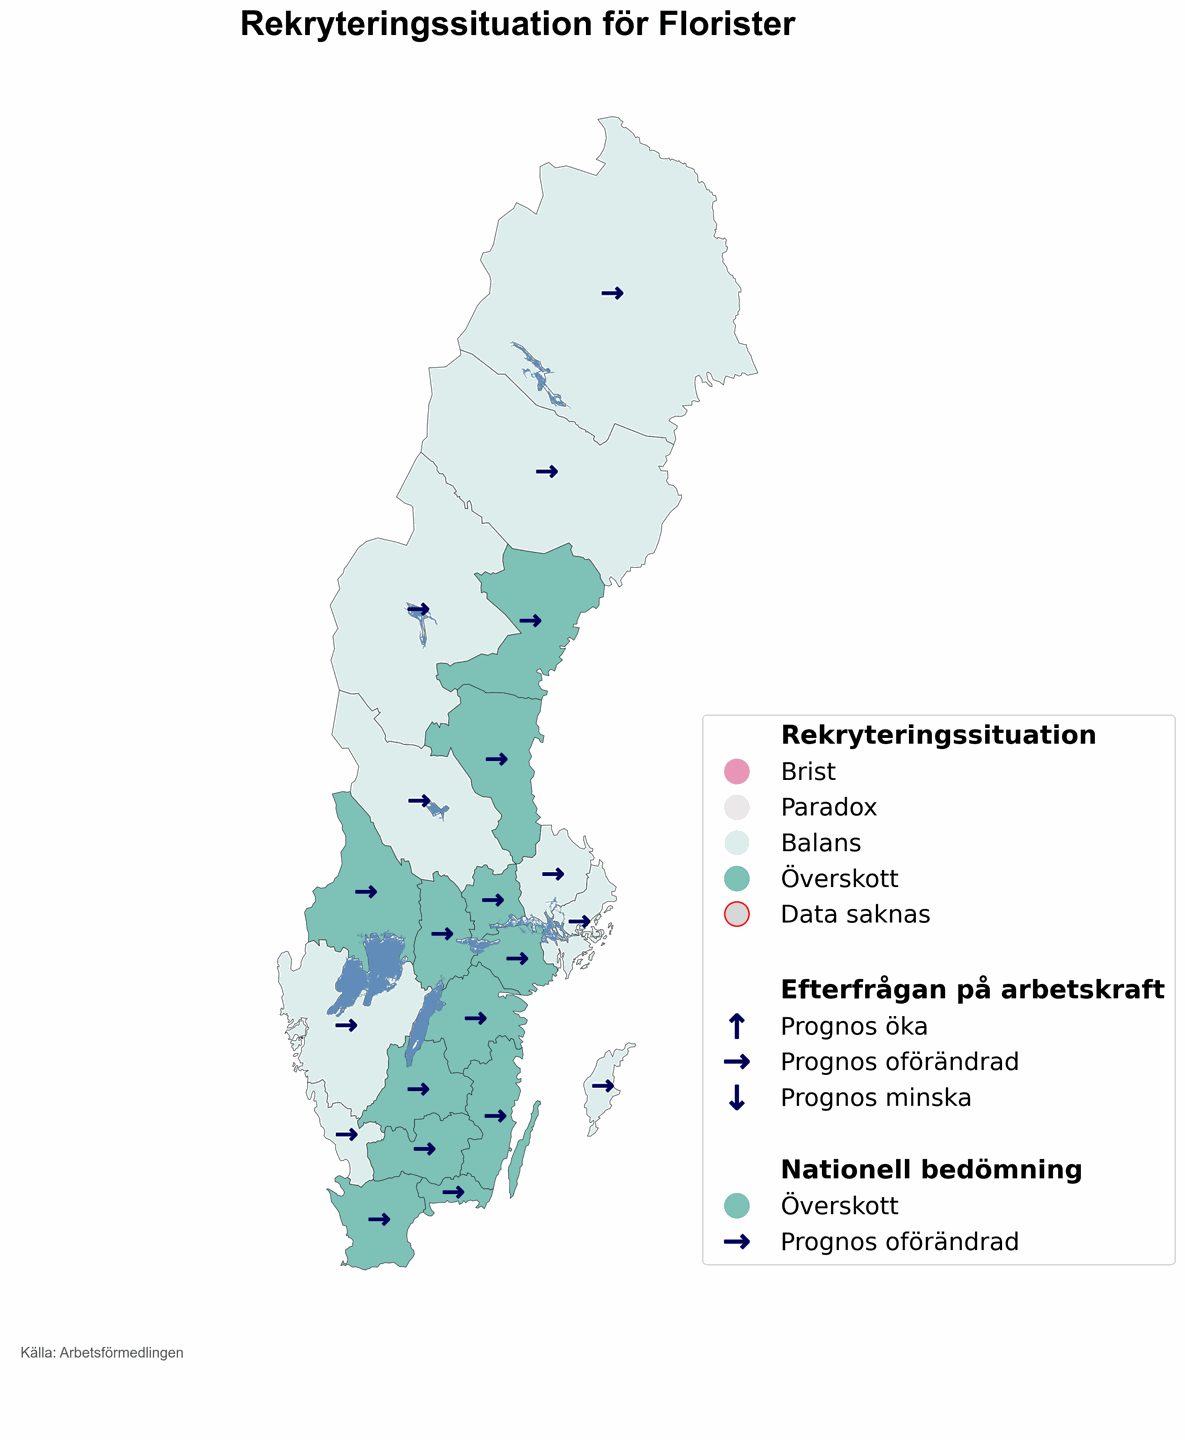 Rekryteringssituation för Florister
Rekryteringssituation
Brist
Paradox
Balans
Överskott
Data saknas
Efterfrågan på arbetskraft
Prognos öka
Prognos oförändrad
Prognos minska
Nationell bedömning
Överskott
Prognos oförändrad
Källa: Arbetsförmedlingen